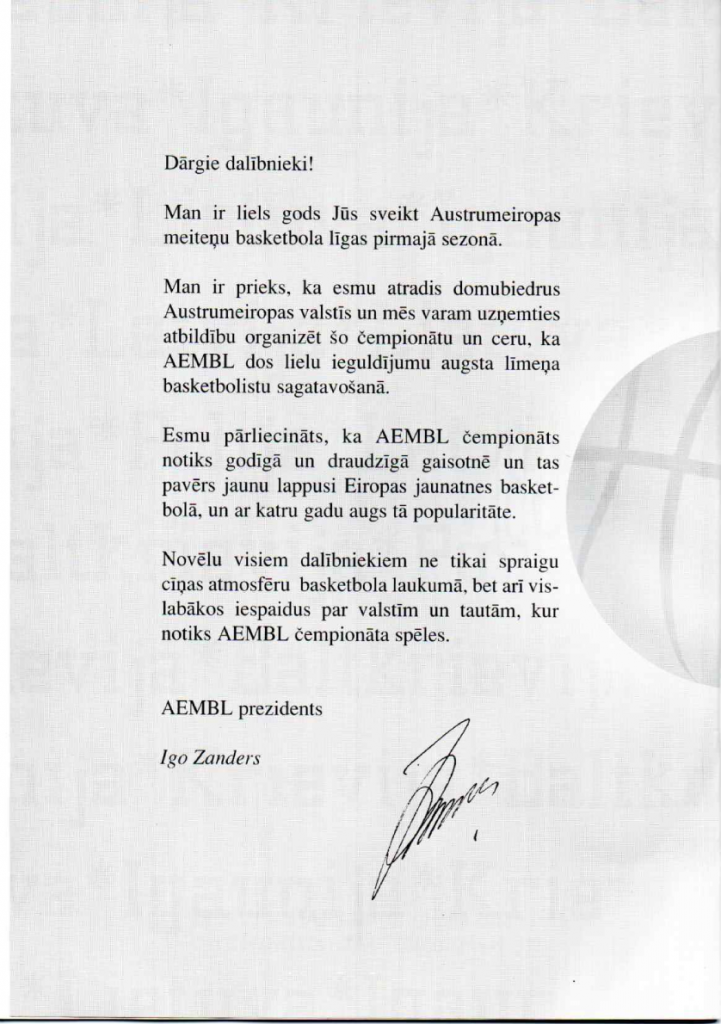 Dārgie dalībnieki!
Man ir liels gods Jūs sveikt Austrumeiropas
meiteņu basketbola līgas pirmajā sezonā.
Man ir prieks, ka esmu atradis domubiedrus
Austrumeiropas valstīs un mēs varam uzņemties
atbildību organizēt šo čempionātu un ceru, ka
AEMBL dos lielu ieguldījumu augsta līmeņa
basketbolistu sagatavošanā.
Esmu pārliecināts, ka AEMBL čempionāts
notiks godīgā un draudzīgā gaisotnē un tas
pavērs jaunu lappusi Eiropas jaunatnes basket-
bolā, un ar katru gadu augs tā popularitāte.
Novēlu visiem dalībniekiem ne tikai spraigu
cīņas atmosfēru basketbola laukumā, bet arī vis-
labākos iespaidus par valstīm un tautām, kur
notiks AEMBL čempionāta spēles.
AEMBL prezidents
Igo Zanders